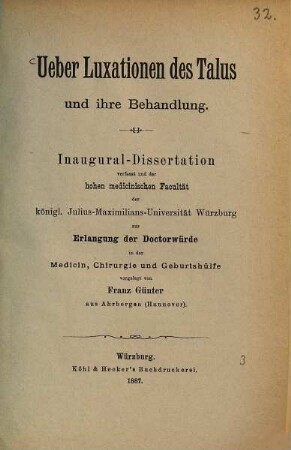 32.
Ueber Luxationen des Talus
und ihre Behandlung.
Inaugural-Dissertation
verfasst und der
hohen medicinischen Facultät
der
königl. Julius-Maximilians-Universität Würzburg
zur
Erlangung der Doctorwürde
in der
Medicin, Chirurgie und Geburtshülfe
vorgelegt von
Franz Günter
aus Ahrbergen (Hannover).
Würzburg.
3
Köhl & Hecker's Buchdruckerei.
1887.